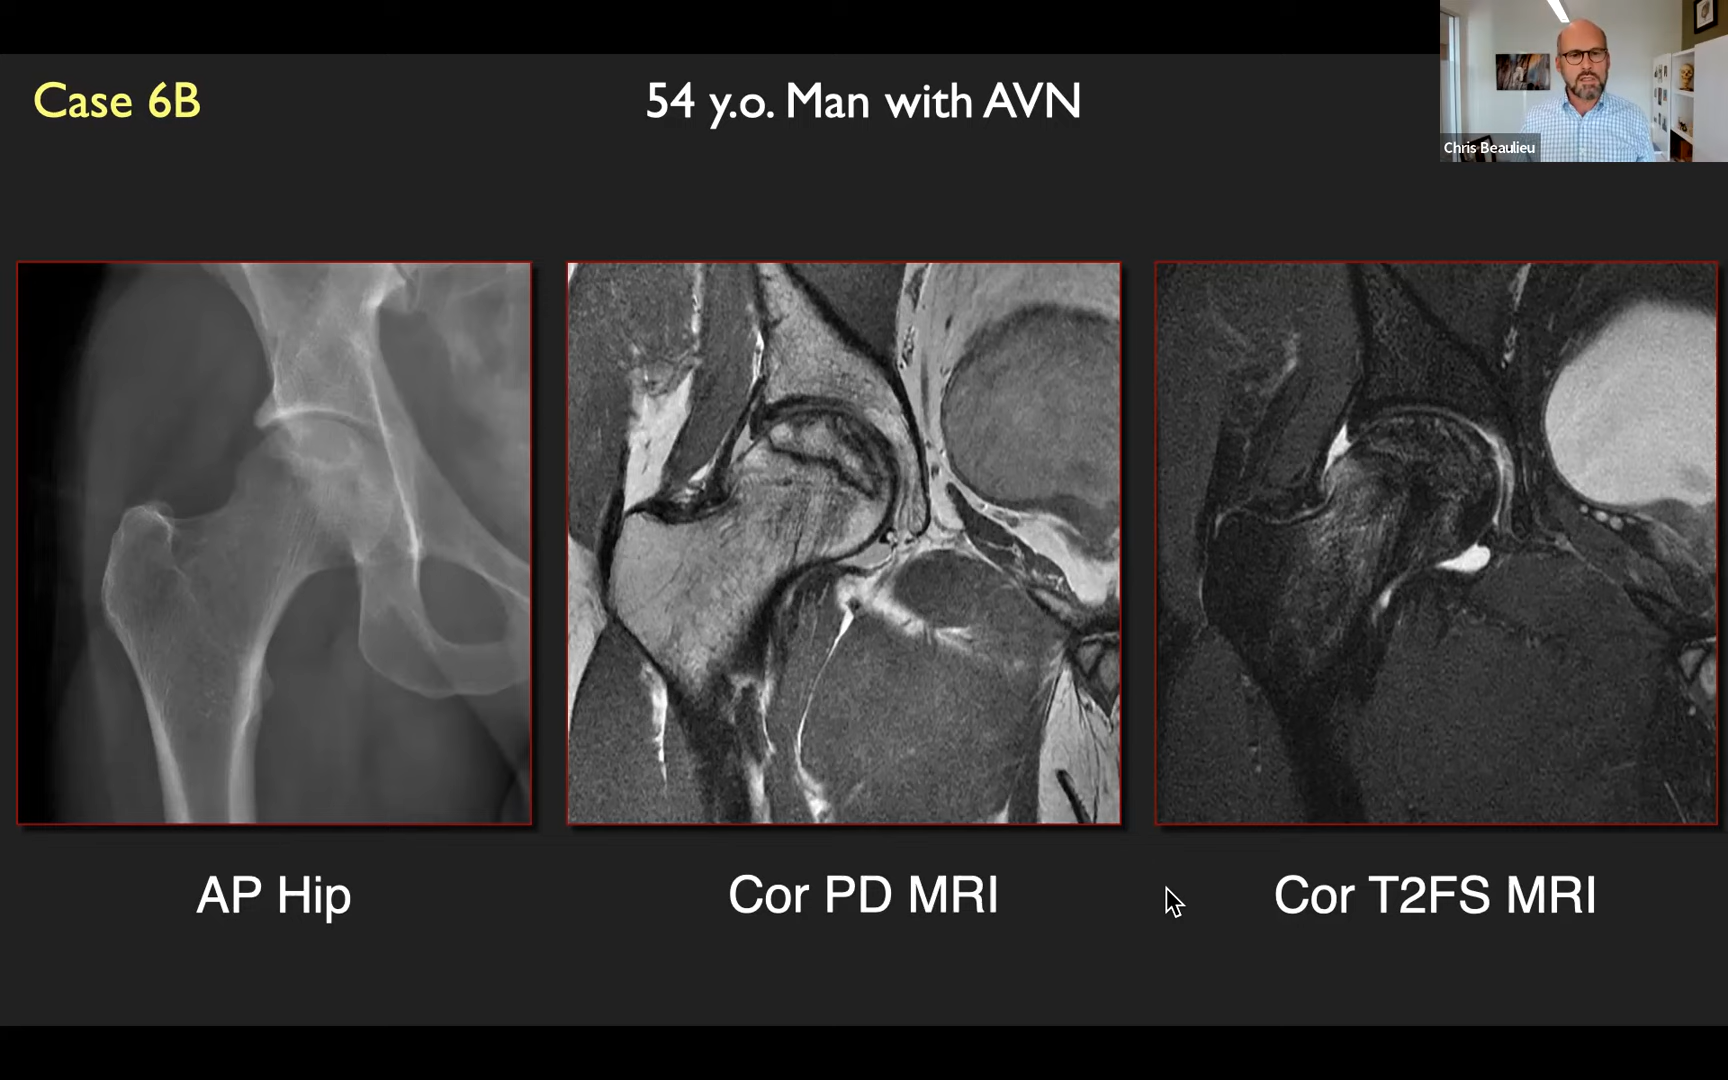 Case 6B
54 y.o. Man with AVN
Chris Beaulieu
AP Hip
Cor PD MRI
Cor T2FS MRI